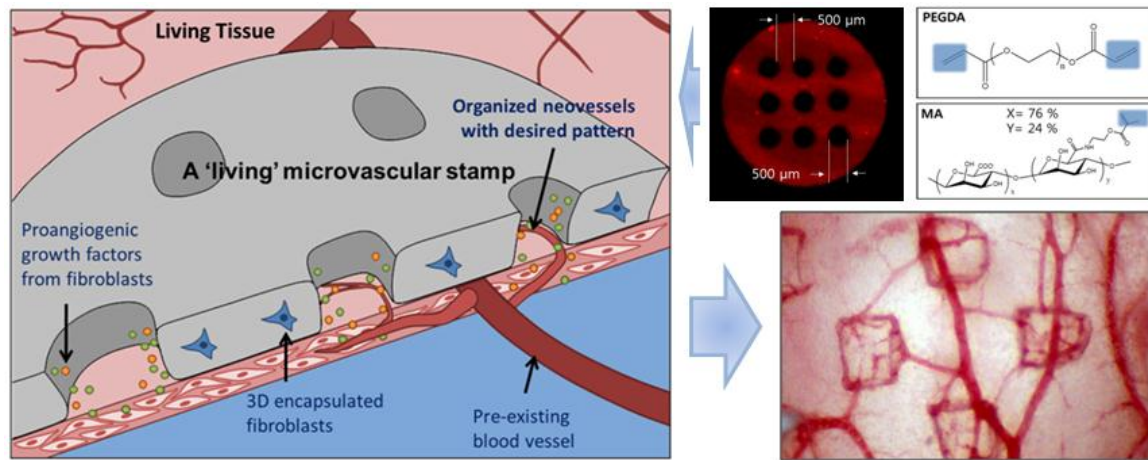 Living Tissue
Organized neovessels
with desired pattern
A 'living' microvascular stamp
Proangiogenic
growth factors
from fibroblasts
3D encapsulated
fibroblasts
Pre-existing
blood vessel
500 µm
500 µm
PEGDA
O
O
O
O
n
MA
X= 76 %
Y= 24 %